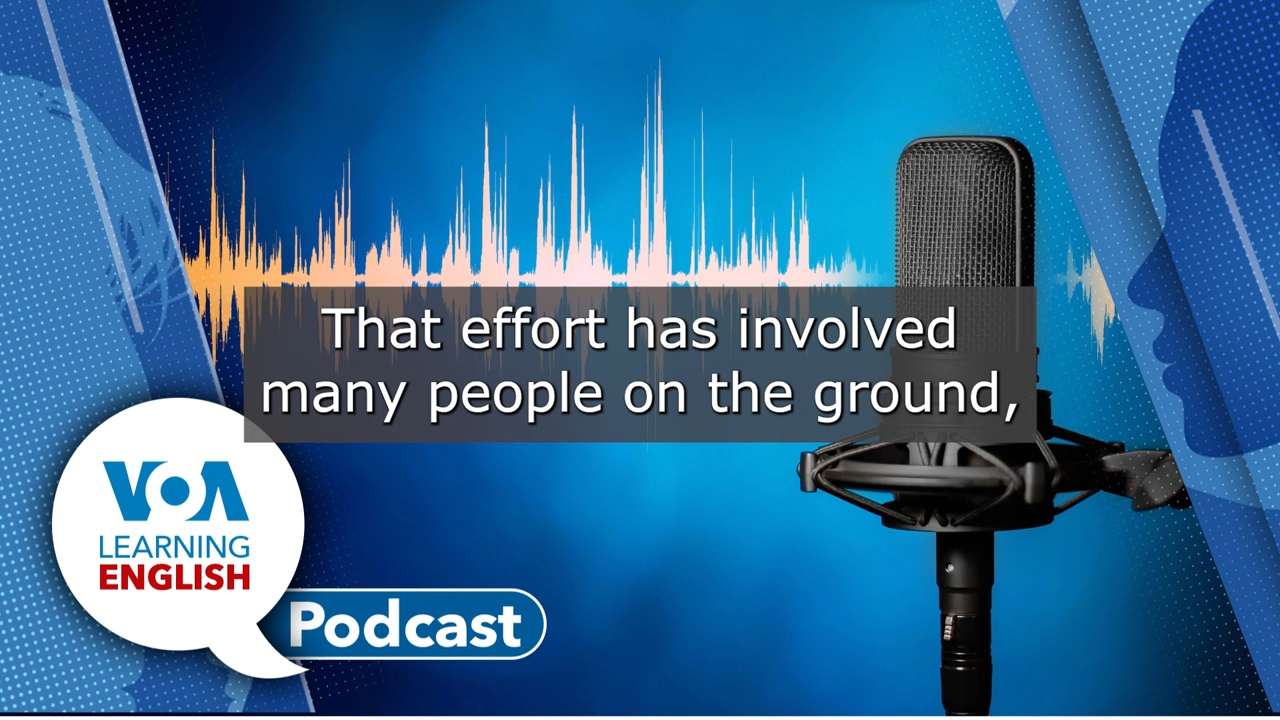 That effort has involved
many people on the ground,
VOA
LEARNING
ENGLISH
Podcast